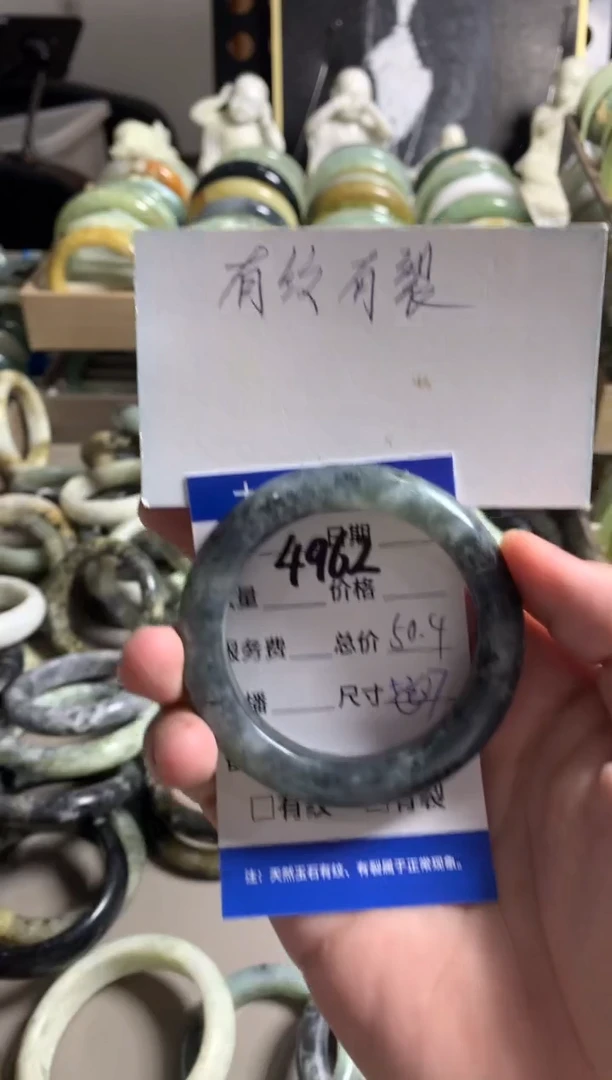 有纹有裂
日期
4962
量 价格
服务费 总价 50.4
播 尺寸
□有纹 □有裂
注：天然玉石有纹、有裂属于正常现象。